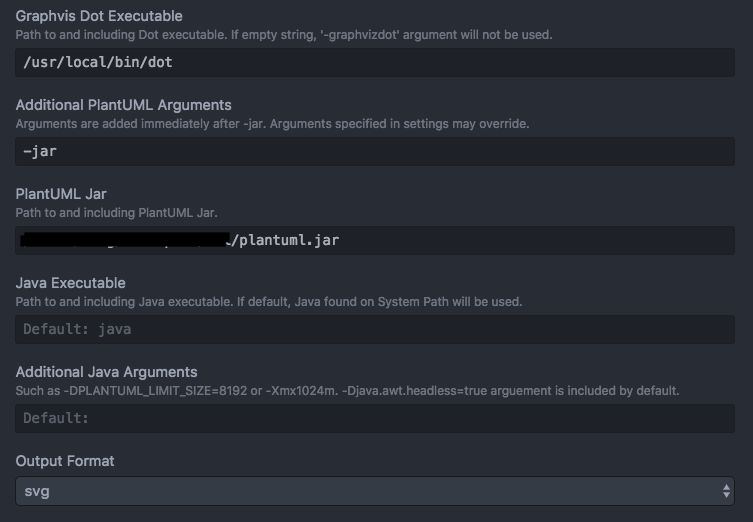 Graphvis Dot Executable
Path to and including Dot executable. If empty string, '-graphvizdot' argument will not be used.
/usr/local/bin/dot
Additional PlantUML Arguments
Arguments are added immediately after -jar. Arguments specified in settings may override.
-jar
PlantUML Jar
Path to and including PlantUML Jar.
/plantuml.jar
Java Executable
Path to and including Java executable. If default, Java found on System Path will be used.
Default: java
Additional Java Arguments
Such as -DPLANTUML_LIMIT_SIZE=8192 or -Xmx1024m. -Djava.awt.headless=true arguement is included by default.
Default:
Output Format
svg